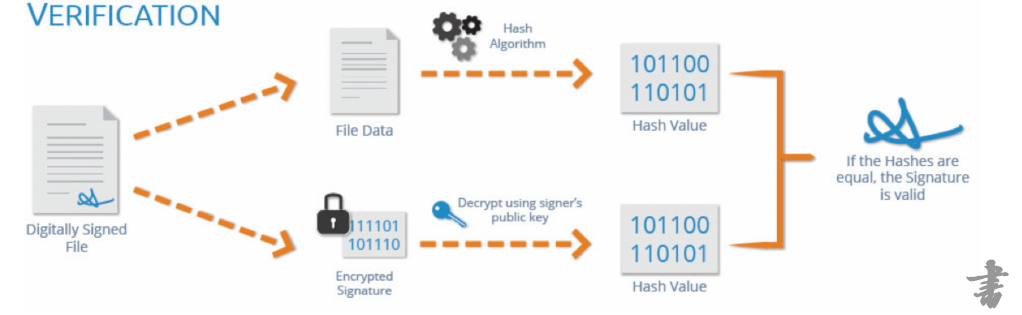 VERIFICATION
Hash
Algorithm
File Data
101100
110101
Hash Value
Digitally Signed
File
111101
101110
Encrypted
Signature
Decrypt using signer's
public key
101100
110101
Hash Value
If the Hashes are
equal, the Signature
is valid
書